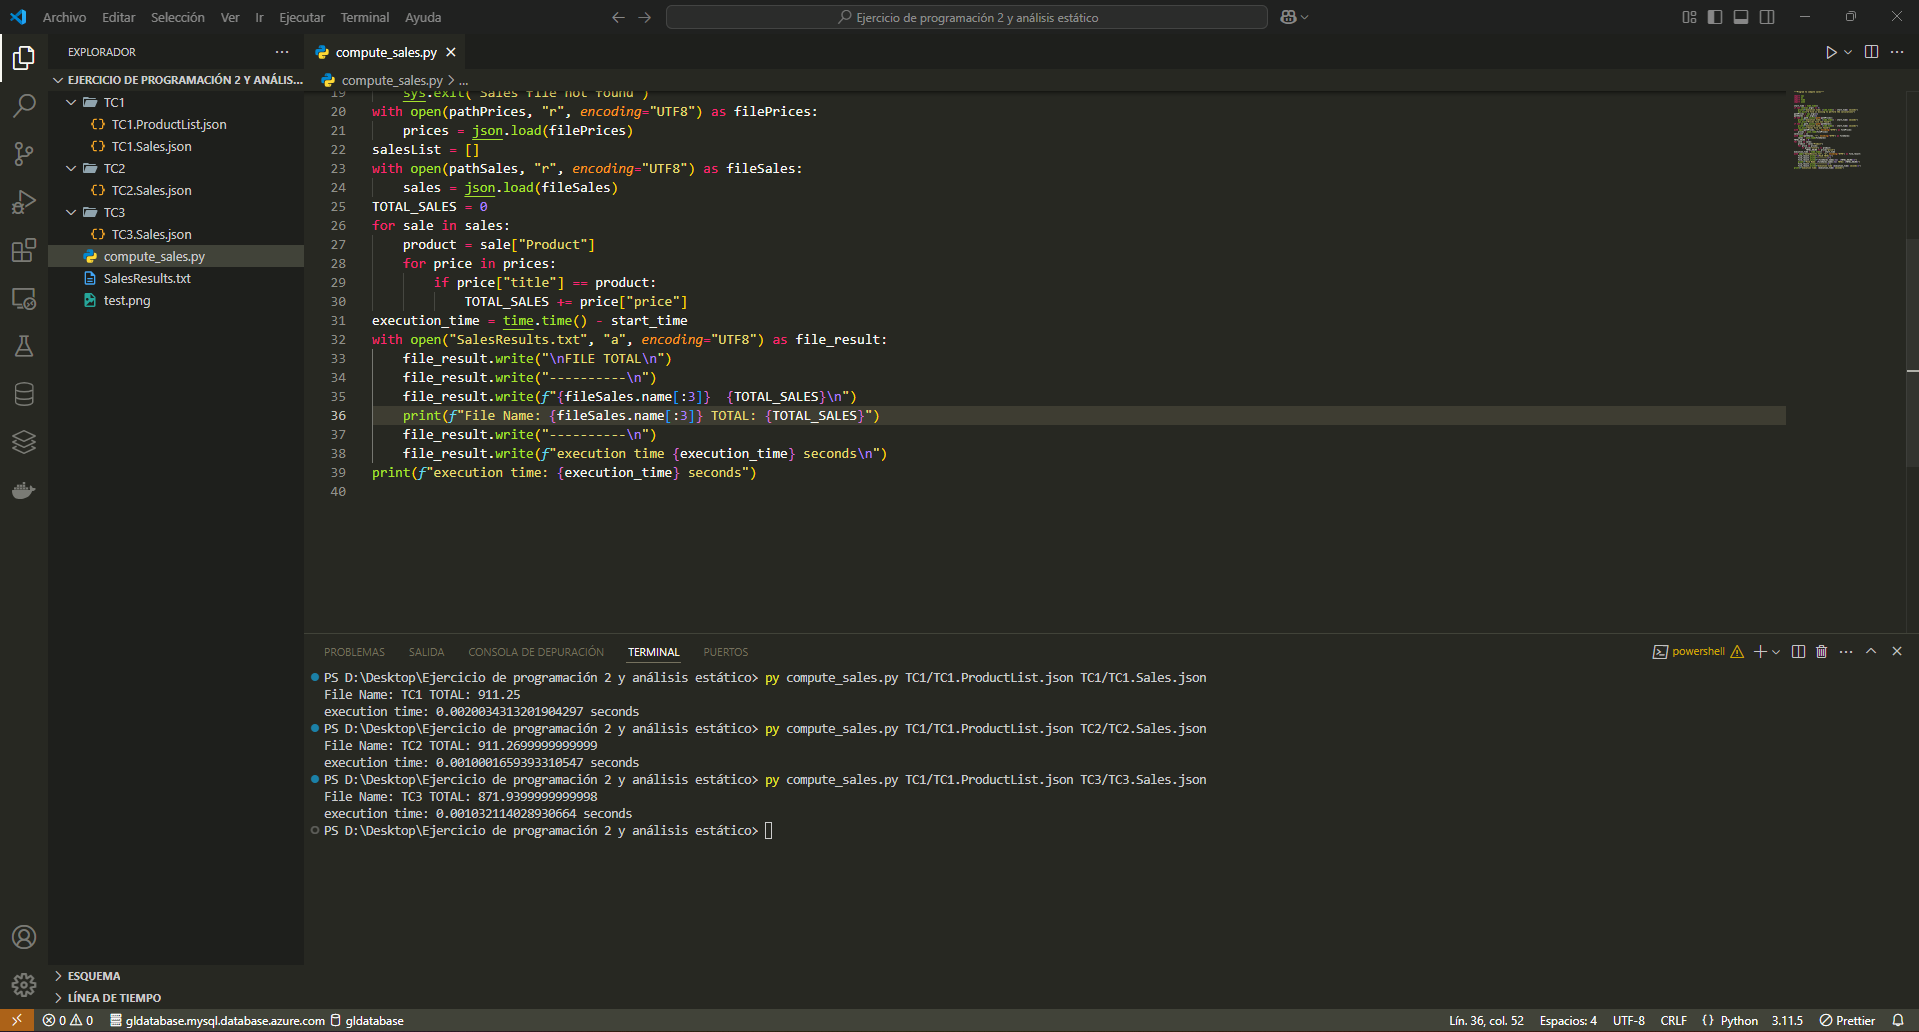 Archivo Editar Selección Ver Ir Ejecutar Terminal Ayuda
Ejercicio de programación 2 y análisis estático
EXPLORADOR
EJERCICIO DE PROGRAMACIÓN 2 Y ANÁLIS...
TC1
TC1.ProductList.json
TC1.Sales.json
TC2
TC2.Sales.json
TC3
TC3.Sales.json
compute_sales.py
SalesResults.txt
test.png
ESQUEMA
LÍNEA DE TIEMPO
compute_sales.py
compute_sales.py > ...
19 sys.exit("Sales file not found")
20 with open(pathPrices, "r", encoding="UTF8") as filePrices:
21     prices = json.load(filePrices)
22 salesList = []
23 with open(pathSales, "r", encoding="UTF8") as fileSales:
24     sales = json.load(fileSales)
25 TOTAL_SALES = 0
26 for sale in sales:
27     product = sale["Product"]
28     for price in prices:
29         if price["title"] == product:
30             TOTAL_SALES += price["price"]
31 execution_time = time.time() - start_time
32 with open("SalesResults.txt", "a", encoding="UTF8") as file_result:
33     file_result.write("\nFILE TOTAL\n")
34     file_result.write("----------\n")
35     file_result.write(f"{fileSales.name[:3]}  {TOTAL_SALES}\n")
36     print(f"File Name: {fileSales.name[:3]} TOTAL: {TOTAL_SALES}")
37     file_result.write("----------\n")
38     file_result.write(f"execution time {execution_time} seconds\n")
39 print(f"execution time: {execution_time} seconds")
40
PROBLEMAS SALIDA CONSOLA DE DEPURACIÓN TERMINAL PUERTOS
powershell
PS D:\Desktop\Ejercicio de programación 2 y análisis estático> py compute_sales.py TC1/TC1.ProductList.json TC1/TC1.Sales.json
File Name: TC1 TOTAL: 911.25
execution time: 0.0020034313201904297 seconds
PS D:\Desktop\Ejercicio de programación 2 y análisis estático> py compute_sales.py TC1/TC1.ProductList.json TC2/TC2.Sales.json
File Name: TC2 TOTAL: 911.2699999999999
execution time: 0.0010001659393310547 seconds
PS D:\Desktop\Ejercicio de programación 2 y análisis estático> py compute_sales.py TC1/TC1.ProductList.json TC3/TC3.Sales.json
File Name: TC3 TOTAL: 871.9399999999998
execution time: 0.001032114028930664 seconds
PS D:\Desktop\Ejercicio de programación 2 y análisis estático>
0 0 gldatabase.mysql.database.azure.com gldatabase Lín. 36, col. 52 Espacios: 4 UTF-8 CRLF {} Python 3.11.5 Prettier